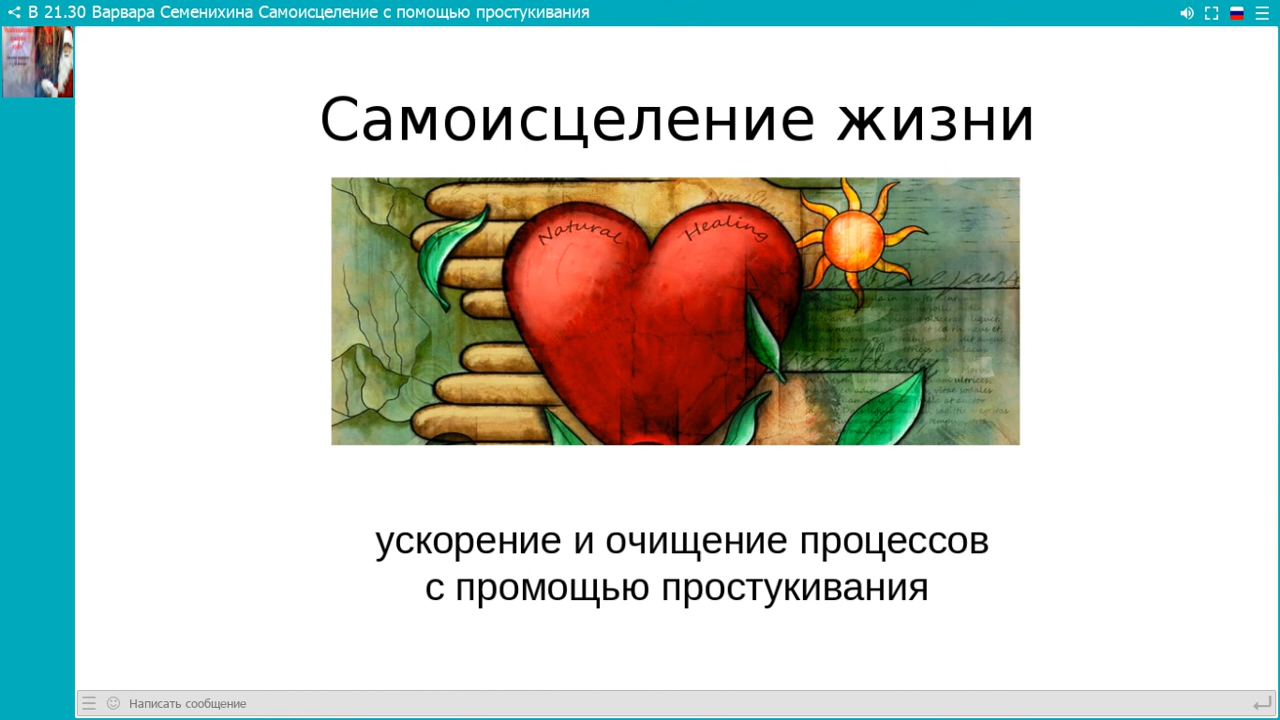 В 21.30 Варвара Семенихина Самоисцеление с помощью простукивания
Самоисцеление жизни
Natural Healing
ускорение и очищение процессов
с промощью простукивания
Написать сообщение